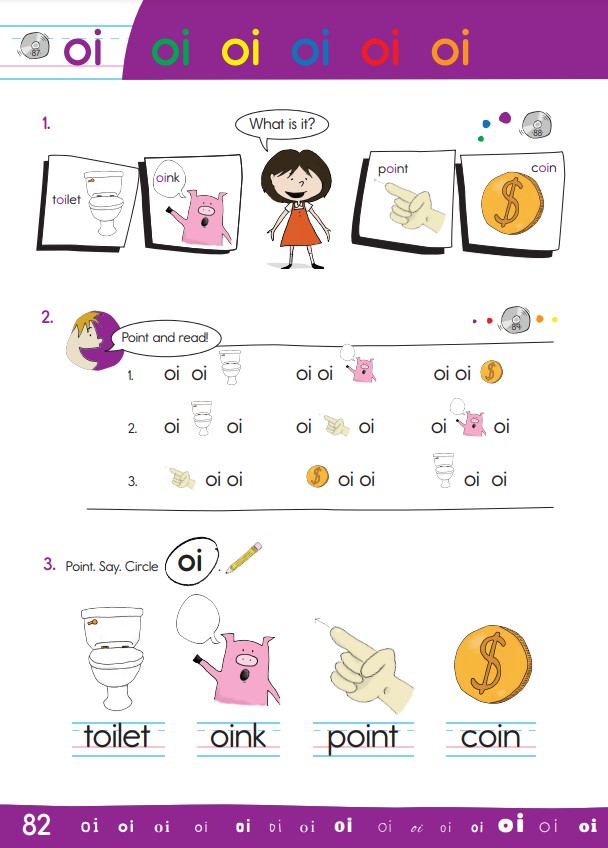 87 oi oi oi oi oi oi
1.
What is it?
88
toilet oink point coin
2.
Point and read!
89
1. oi oi oi oi oi oi
2. oi oi oi oi oi oi
3. oi oi oi oi oi oi
3. Point. Say. Circle oi .
toilet oink point coin
82 oi oi oi oi oi oi oi oi oi oi oi oi oi oi oi